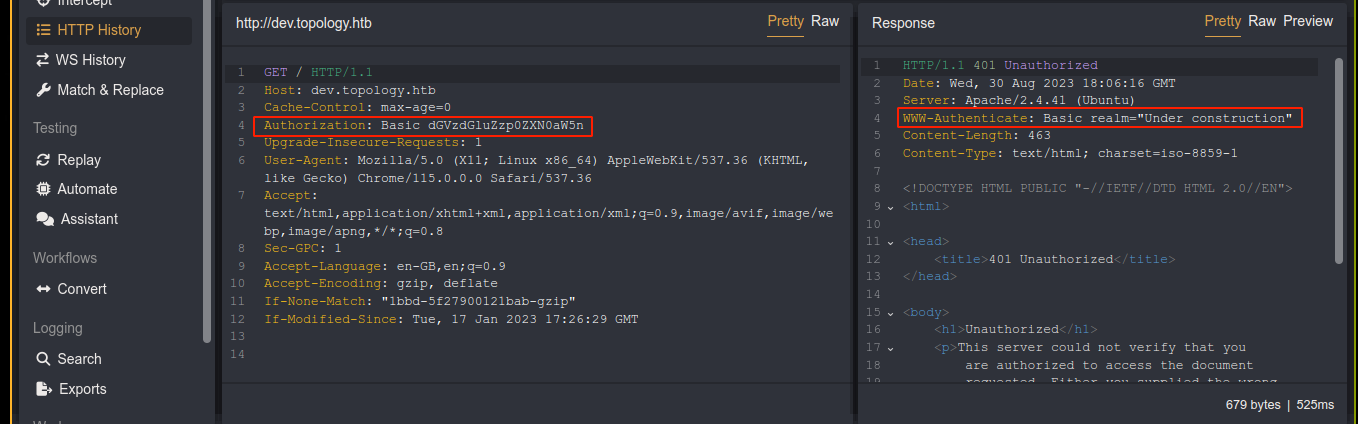 Intercept
HTTP History
WS History
Match & Replace
Testing
Replay
Automate
Assistant
Workflows
Convert
Logging
Search
Exports
http://dev.topology.htb
Pretty Raw
1 GET / HTTP/1.1
2 Host: dev.topology.htb
3 Cache-Control: max-age=0
4 Authorization: Basic dGVzdGluZzp0ZXN0aW5n
5 Upgrade-Insecure-Requests: 1
6 User-Agent: Mozilla/5.0 (X11; Linux x86_64) AppleWebKit/537.36 (KHTML,
like Gecko) Chrome/115.0.0.0 Safari/537.36
7 Accept:
text/html,application/xhtml+xml,application/xml;q=0.9,image/avif,image/we
bp,image/apng,*/*;q=0.8
8 Sec-GPC: 1
9 Accept-Language: en-GB,en;q=0.9
10 Accept-Encoding: gzip, deflate
11 If-None-Match: "1bbd-5f27900121bab-gzip"
12 If-Modified-Since: Tue, 17 Jan 2023 17:26:29 GMT
13
14
Response
Pretty Raw Preview
1 HTTP/1.1 401 Unauthorized
2 Date: Wed, 30 Aug 2023 18:06:16 GMT
3 Server: Apache/2.4.41 (Ubuntu)
4 WWW-Authenticate: Basic realm="Under construction"
5 Content-Length: 463
6 Content-Type: text/html; charset=iso-8859-1
7
8 <!DOCTYPE HTML PUBLIC "-//IETF//DTD HTML 2.0//EN">
9 <html>
10
11 <head>
12 <title>401 Unauthorized</title>
13 </head>
14
15 <body>
16 <h1>Unauthorized</h1>
17 <p>This server could not verify that you
18 are authorized to access the document
19 requested. Either you supplied the wrong
679 bytes | 525ms